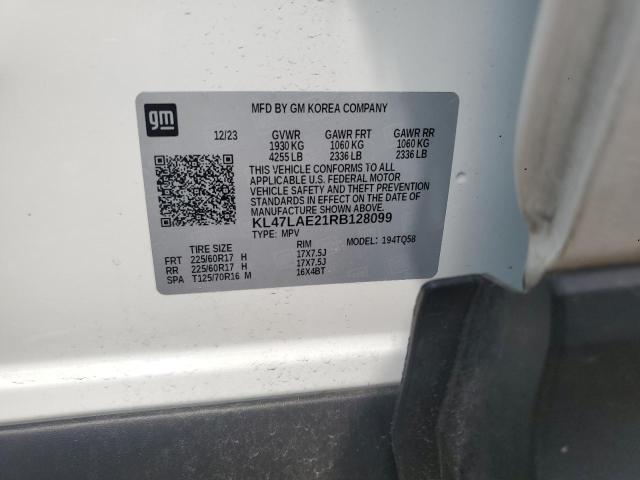 gm
MFD BY GM KOREA COMPANY
12/23 GVWR GAWR FRT GAWR RR
1930 KG 1060 KG 1060 KG
4255 LB 2336 LB 2336 LB
THIS VEHICLE CONFORMS TO ALL
APPLICABLE U.S. FEDERAL MOTOR
VEHICLE SAFETY AND THEFT PREVENTION
STANDARDS IN EFFECT ON THE DATE OF
MANUFACTURE SHOWN ABOVE.
KL47LAE21RB128099
TYPE: MPV MODEL: 194TQ58
TIRE SIZE RIM
FRT 225/60R17 H 17X7.5J
RR 225/60R17 H 17X7.5J
SPA T125/70R16 M 16X4BT